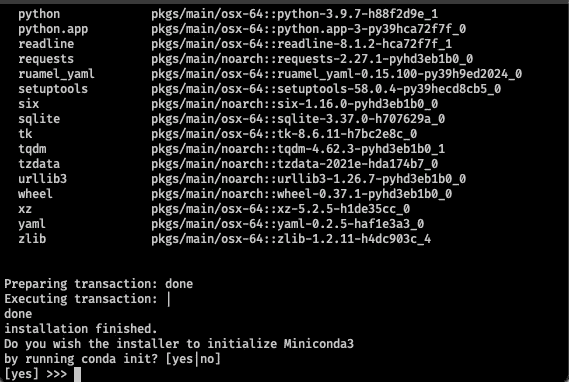 python pkgs/main/osx-64::python-3.9.7-h88f2d9e_1
python.app pkgs/main/osx-64::python.app-3-py39hca72f7f_0
readline pkgs/main/osx-64::readline-8.1.2-hca72f7f_1
requests pkgs/main/noarch::requests-2.27.1-pyhd3eb1b0_0
ruamel_yaml pkgs/main/osx-64::ruamel_yaml-0.15.100-py39h9ed2024_0
setuptools pkgs/main/osx-64::setuptools-58.0.4-py39hecd8cb5_0
six pkgs/main/noarch::six-1.16.0-pyhd3eb1b0_0
sqlite pkgs/main/osx-64::sqlite-3.37.0-h707629a_0
tk pkgs/main/osx-64::tk-8.6.11-h7bc2e8c_0
tqdm pkgs/main/noarch::tqdm-4.62.3-pyhd3eb1b0_1
tzdata pkgs/main/noarch::tzdata-2021e-hda174b7_0
urllib3 pkgs/main/noarch::urllib3-1.26.7-pyhd3eb1b0_0
wheel pkgs/main/noarch::wheel-0.37.1-pyhd3eb1b0_0
xz pkgs/main/osx-64::xz-5.2.5-h1de35cc_0
yaml pkgs/main/osx-64::yaml-0.2.5-haf1e3a3_0
zlib pkgs/main/osx-64::zlib-1.2.11-h4dc903c_4
Preparing transaction: done
Executing transaction: |
done
installation finished.
Do you wish the installer to initialize Miniconda3
by running conda init? [yes|no]
[yes] >>>